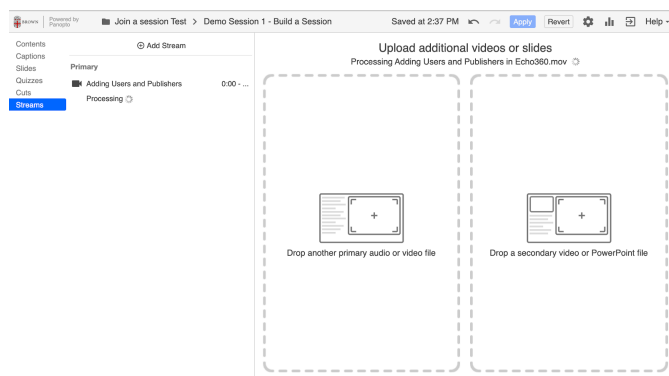 BROWN
Powered by
Panopto
Join a session Test > Demo Session 1 - Build a Session
Saved at 2:37 PM
Apply
Revert
Help
Contents
Captions
Slides
Quizzes
Cuts
Streams
Add Stream
Primary
Adding Users and Publishers 0:00 - ...
Processing
Upload additional videos or slides
Processing Adding Users and Publishers in Echo360.mov
Drop another primary audio or video file
Drop a secondary video or PowerPoint file